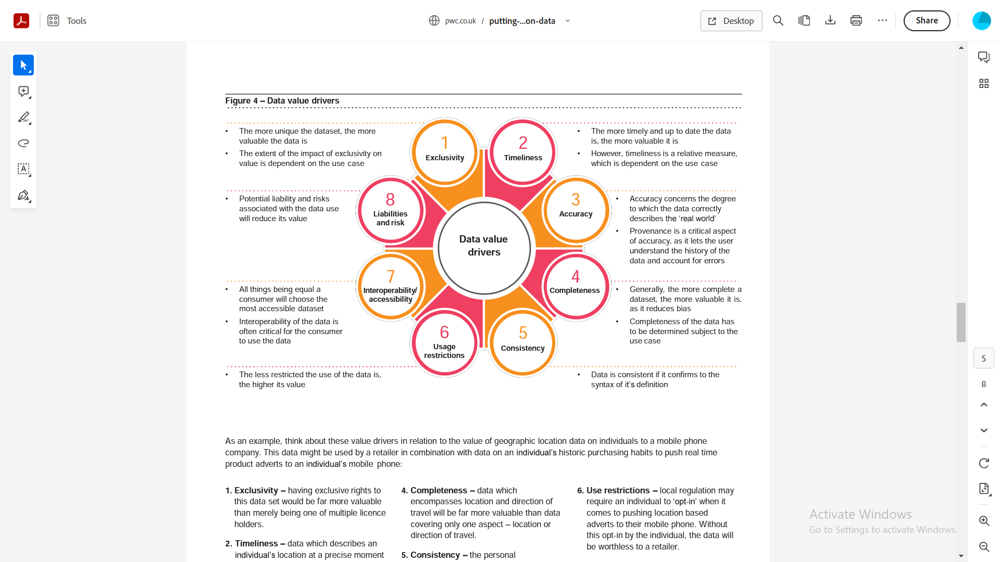 Tools
pwc.co.uk / putting-...on-data
Desktop
Share
Figure 4 – Data value drivers
• The more unique the dataset, the more
valuable the data is
• The extent of the impact of exclusivity on
value is dependent on the use case
1
Exclusivity
2
Timeliness
• The more timely and up to date the data
is, the more valuable it is
• However, timeliness is a relative measure,
which is dependent on the use case
• Potential liability and risks
associated with the data use
will reduce its value
8
Liabilities
and risk
3
Accuracy
• Accuracy concerns the degree
to which the data correctly
describes the ‘real world’
• Provenance is a critical aspect
of accuracy, as it lets the user
understand the history of the
data and account for errors
Data value
drivers
• All things being equal a
consumer will choose the
most accessible dataset
• Interoperability of the data is
often critical for the consumer
to use the data
7
Interoperability/
accessibility
4
Completeness
• Generally, the more complete a
dataset, the more valuable it is,
as it reduces bias
• Completeness of the data has
to be determined subject to the
use case
6
Usage
restrictions
5
Consistency
• The less restricted the use of the data is,
the higher its value
• Data is consistent if it confirms to the
syntax of it’s definition
As an example, think about these value drivers in relation to the value of geographic location data on individuals to a mobile phone
company. This data might be used by a retailer in combination with data on an individual’s historic purchasing habits to push real time
product adverts to an individual’s mobile phone:
1. Exclusivity – having exclusive rights to
this data set would be far more valuable
than merely being one of multiple licence
holders.
2. Timeliness – data which describes an
individual’s location at a precise moment
4. Completeness – data which
encompasses location and direction of
travel will be far more valuable than data
covering only one aspect – location or
direction of travel.
5. Consistency – the personal
6. Use restrictions – local regulation may
require an individual to ‘opt-in’ when it
comes to pushing location based
adverts to their mobile phone. Without
this opt-in by the individual, the data will
be worthless to a retailer.
5
8
Activate Windows
Go to Settings to activate Windows.